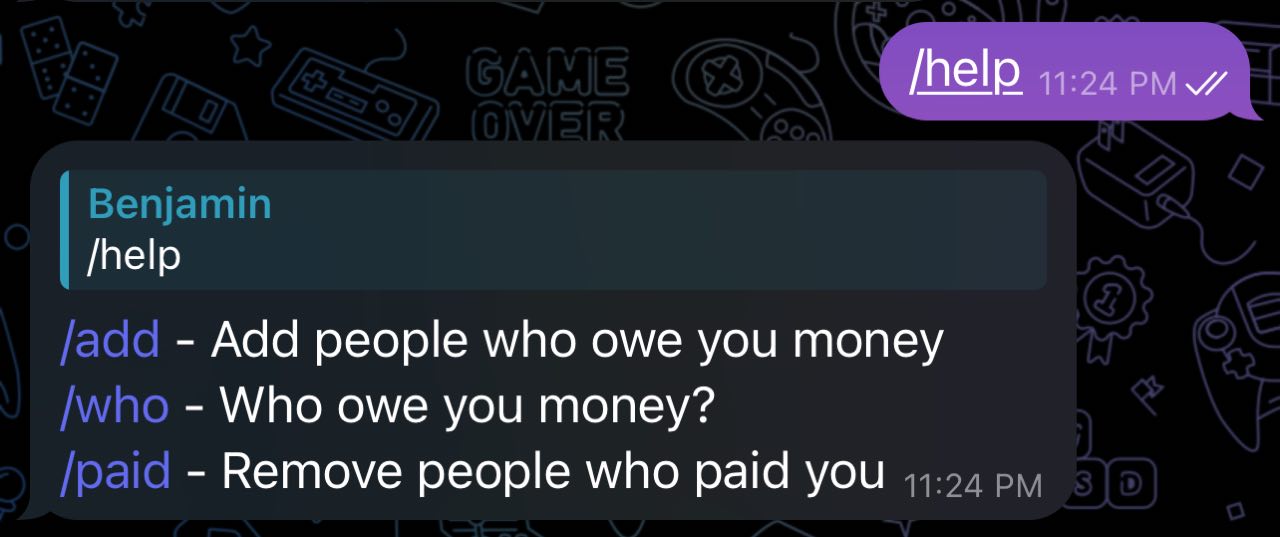 GAME
OVER
/help 11:24 PM
Benjamin
/help
/add - Add people who owe you money
/who - Who owe you money?
/paid - Remove people who paid you 11:24 PM
1
S D